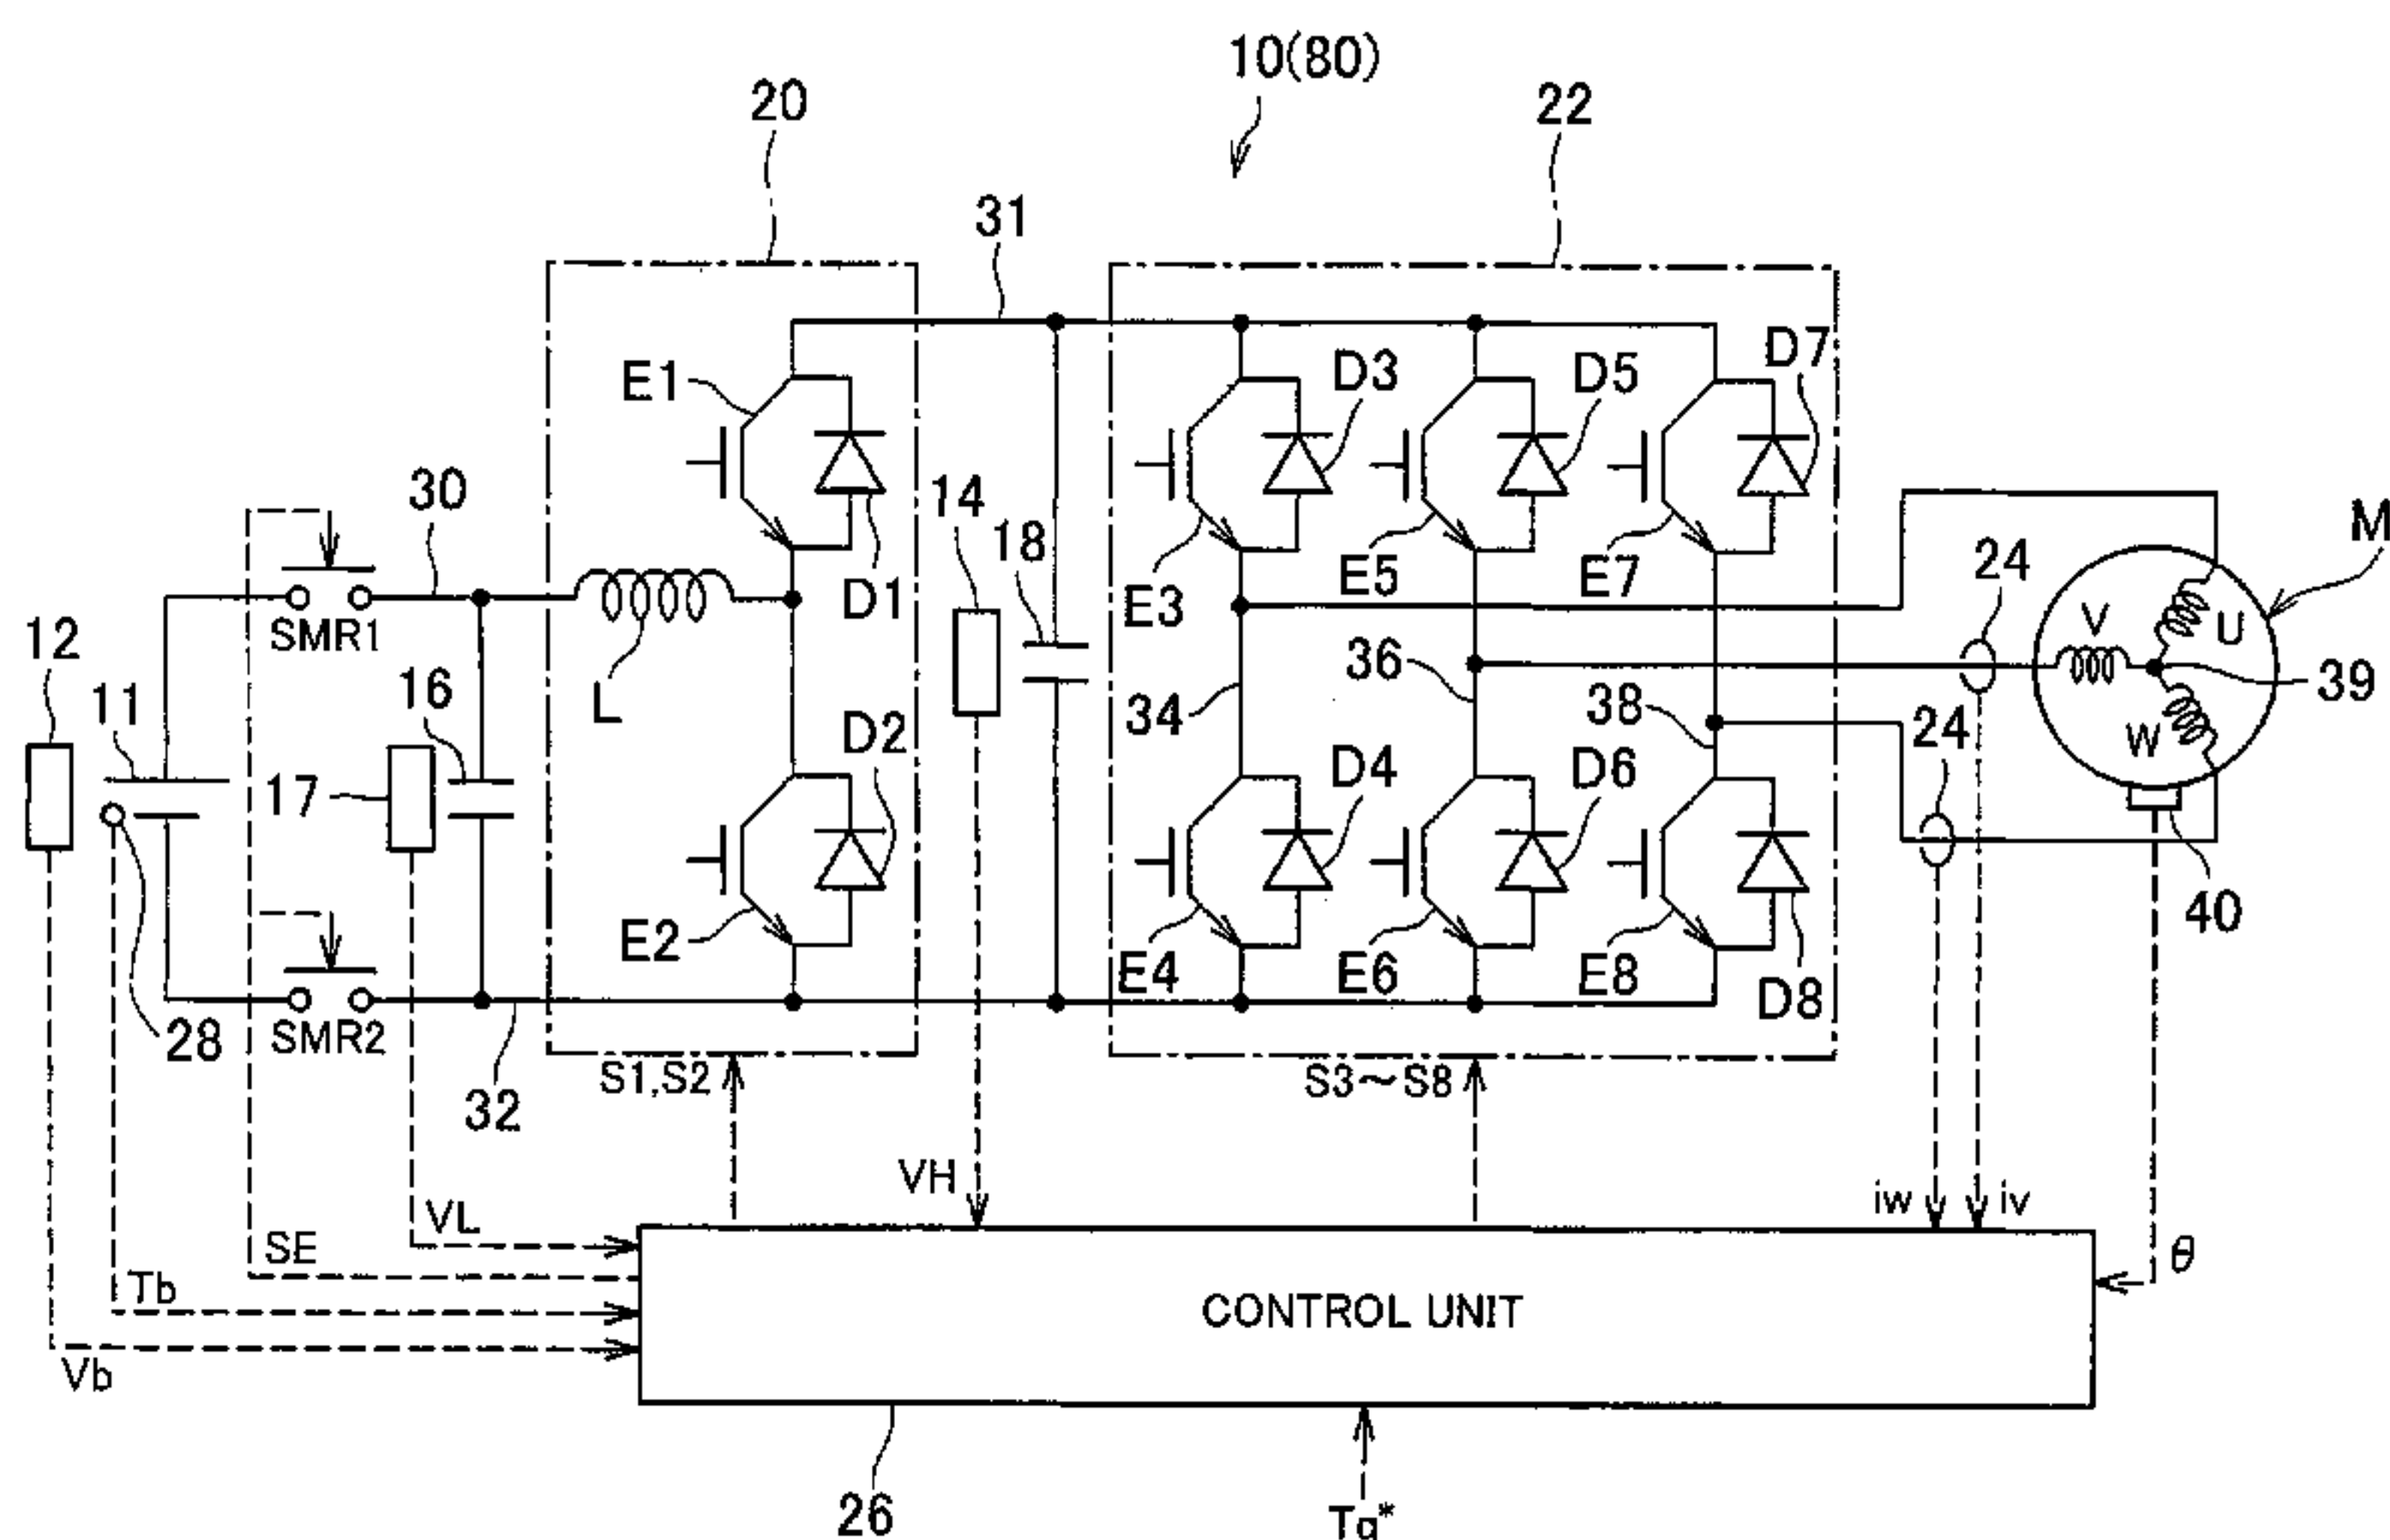 10(80)
20
22
31
E1
D3
D5
D7
30
14
18
M
24
SMR1
D1
E3
E5
E7
V
U
12
L
36
39
11
16
34
38
24
W
17
D2
D4
D6
40
E2
E4
E6
E8
D8
28
SMR2
32
S1,S2
S3~S8
VH
iw
iv
VL
SE
θ
Tb
CONTROL UNIT
Vb
26